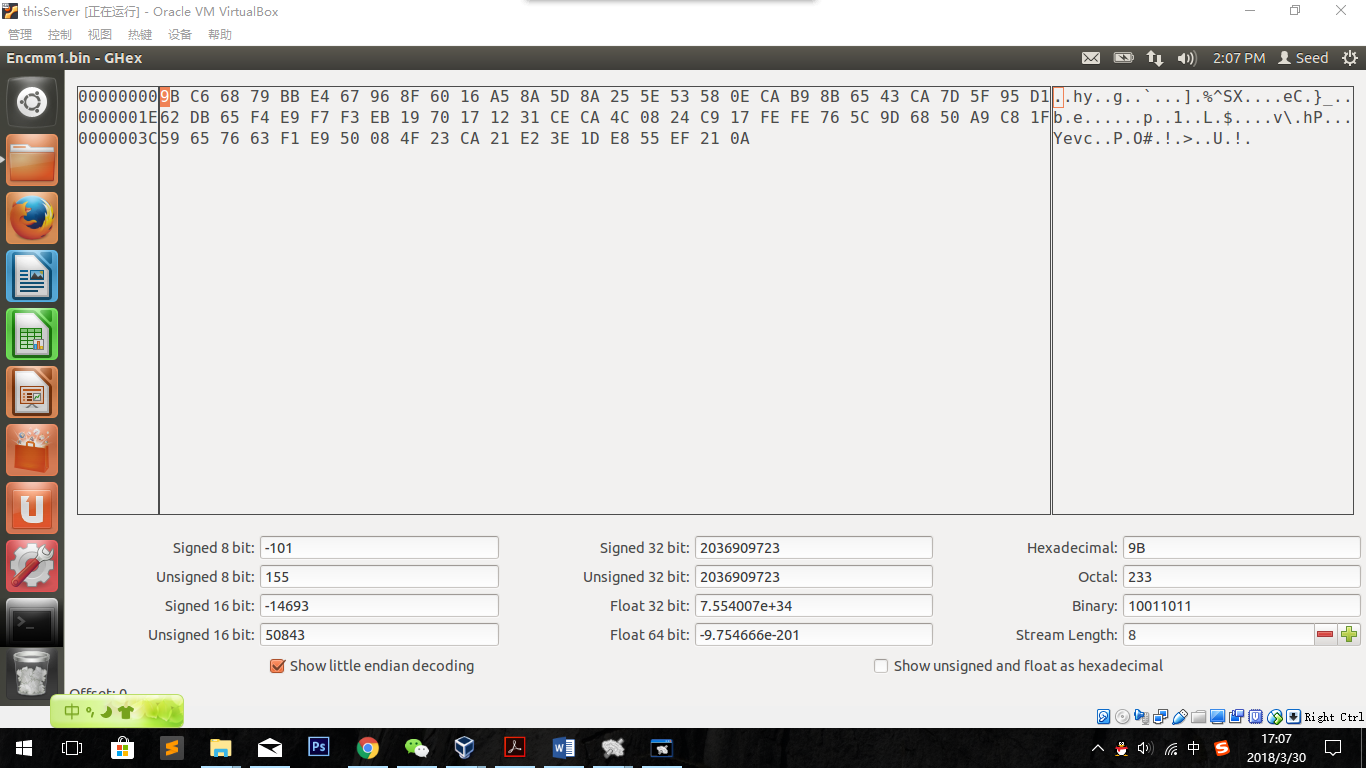 thisServer [正在运行] - Oracle VM VirtualBox
管理 控制 视图 热键 设备 帮助
Encmm1.bin - GHex 2:07 PM Seed
00000000 9B C6 68 79 BB E4 67 96 8F 60 16 A5 8A 5D 8A 25 5E 53 58 0E CA B9 8B 65 43 CA 7D 5F 95 D1 ..hy..g..`...].%^SX....eC.}_..
0000001E 62 DB 65 F4 E9 F7 F3 EB 19 70 17 12 31 CE CA 4C 08 24 C9 17 FE FE 76 5C 9D 68 50 A9 C8 1F b.e......p..1..L.$....v\.hP...
0000003C 59 65 76 63 F1 E9 50 08 4F 23 CA 21 E2 3E 1D E8 55 EF 21 0A Yevc..P.O#.!.>..U.!.
Signed 8 bit: -101 Signed 32 bit: 2036909723 Hexadecimal: 9B
Unsigned 8 bit: 155 Unsigned 32 bit: 2036909723 Octal: 233
Signed 16 bit: -14693 Float 32 bit: 7.554007e+34 Binary: 10011011
Unsigned 16 bit: 50843 Float 64 bit: -9.754666e-201 Stream Length: 8
Show little endian decoding Show unsigned and float as hexadecimal
Offset: 0
中
Right Ctrl
中 17:07
2018/3/30